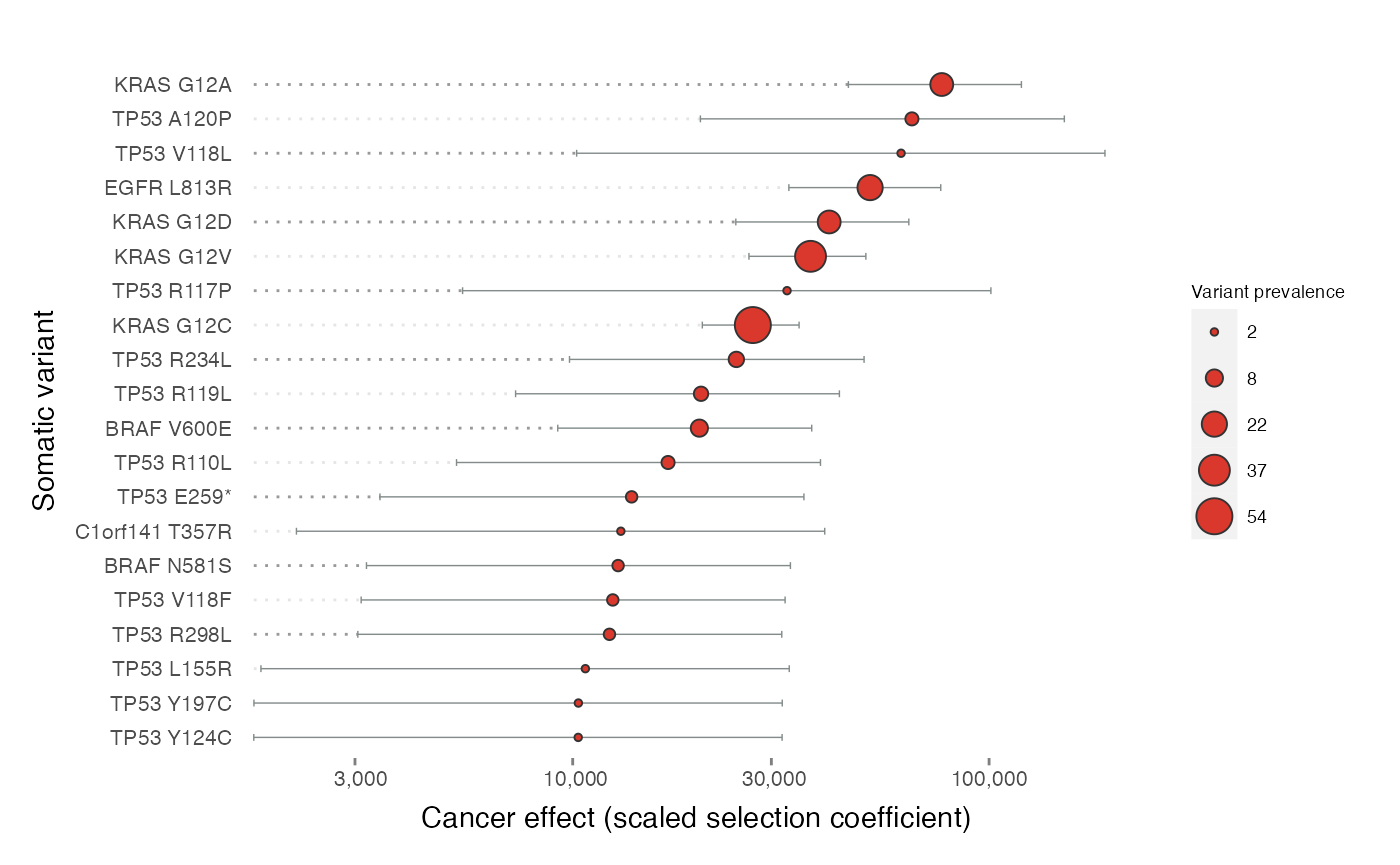 KRAS G12A
TP53 A120P
TP53 V118L
EGFR L813R
KRAS G12D
KRAS G12V
TP53 R117P
KRAS G12C
TP53 R234L
TP53 R119L
BRAF V600E
TP53 R110L
TP53 E259*
C1orf141 T357R
BRAF N581S
TP53 V118F
TP53 R298L
TP53 L155R
TP53 Y197C
TP53 Y124C
Somatic variant
3,000 10,000 30,000 100,000
Cancer effect (scaled selection coefficient)
Variant prevalence
2
8
22
37
54